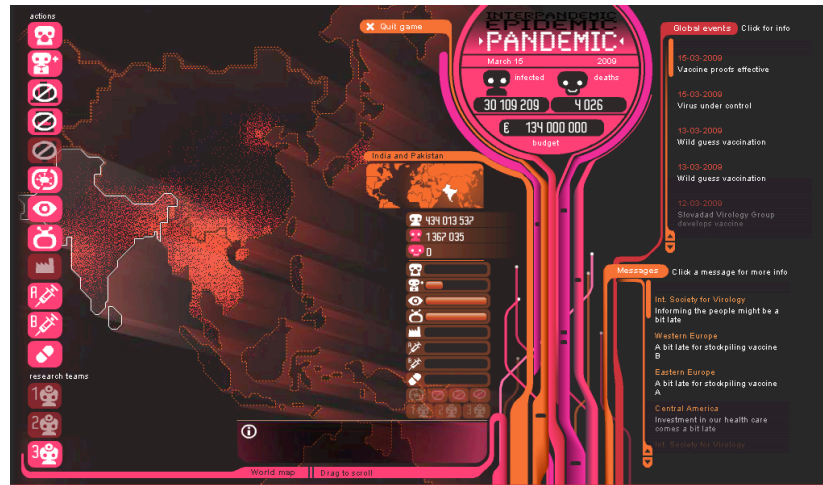 actions
Quit game
INTERPANDEMIC
EPIDEMIC
PANDEMIC
March 15
2009
infected
deaths
30 109 209
4 026
£ 134 000 000
budget
Global events
Click for info
15-03-2009
Vaccine proofs effective
15-03-2009
Virus under control
13-03-2009
Wild guess vaccination
13-03-2009
Wild guess vaccination
12-03-2009
Slovadad Virology Group
develops vaccine
India and Pakistan
434 013 537
1 367 035
0
A
B
A
B
1
2
3
Messages
Click a message for more info
Int. Society for Virology
Informing the people might be a
bit late
Western Europe
A bit late for stockpiling vaccine
B
Eastern Europe
A bit late for stockpiling vaccine
A
Central America
Investment in our health care
comes a bit late
Int. Society for Virology
research teams
1
2
3
World map
Drag to scroll